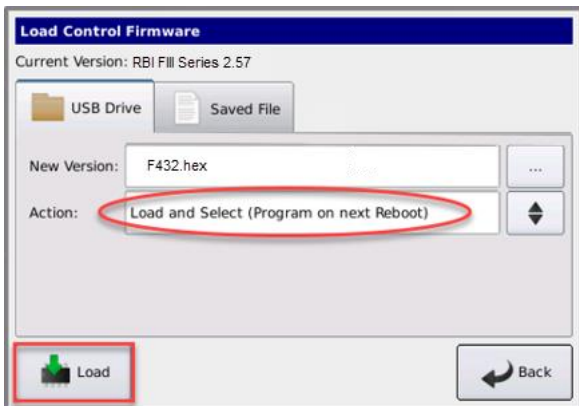 Load Control Firmware
Current Version: RBI FIII Series 2.57
USB Drive
Saved File
New Version: F432.hex ...
Action: Load and Select (Program on next Reboot)
Load
Back